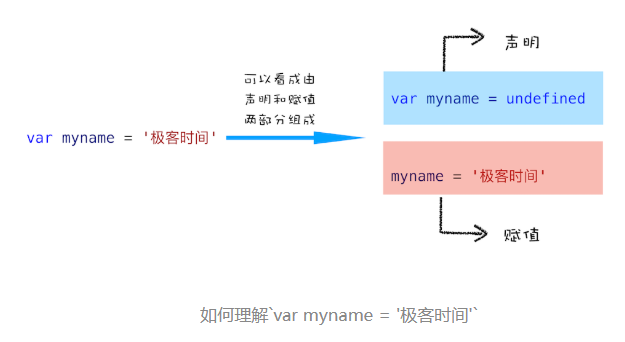 声明
可以看成由
声明和赋值
两部分组成
var myname = undefined
var myname = '极客时间'
myname = '极客时间'
赋值
如何理解`var myname = '极客时间'`